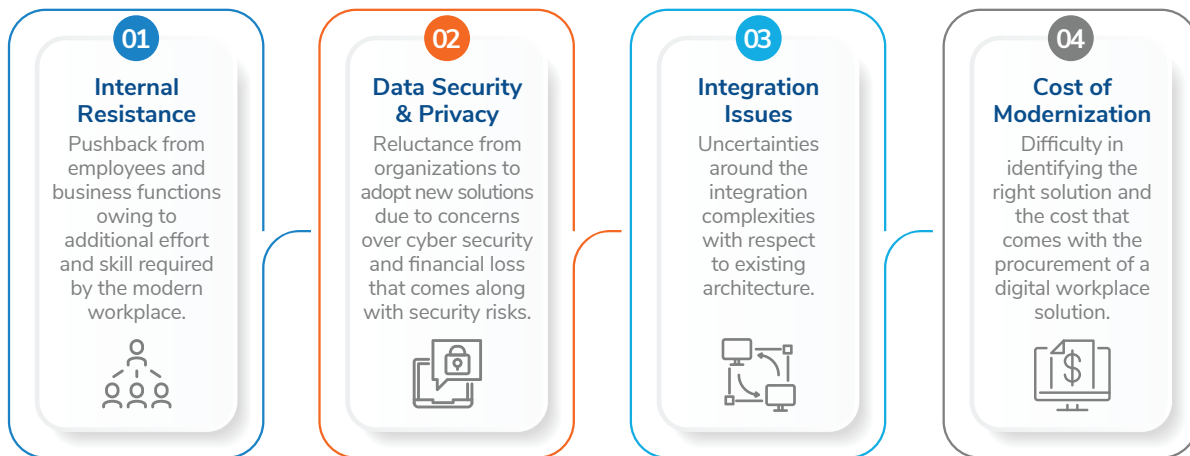 01
Internal
Resistance
Pushback from
employees and
business functions
owing to
additional effort
and skill required
by the modern
workplace.
02
Data Security
& Privacy
Reluctance from
organizations to
adopt new solutions
due to concerns
over cyber security
and financial loss
that comes along
with security risks.
03
Integration
Issues
Uncertainties
around the
integration
complexities
with respect
to existing
architecture.
04
Cost of
Modernization
Difficulty in
identifying the
right solution and
the cost that
comes with the
procurement of a
digital workplace
solution.
$